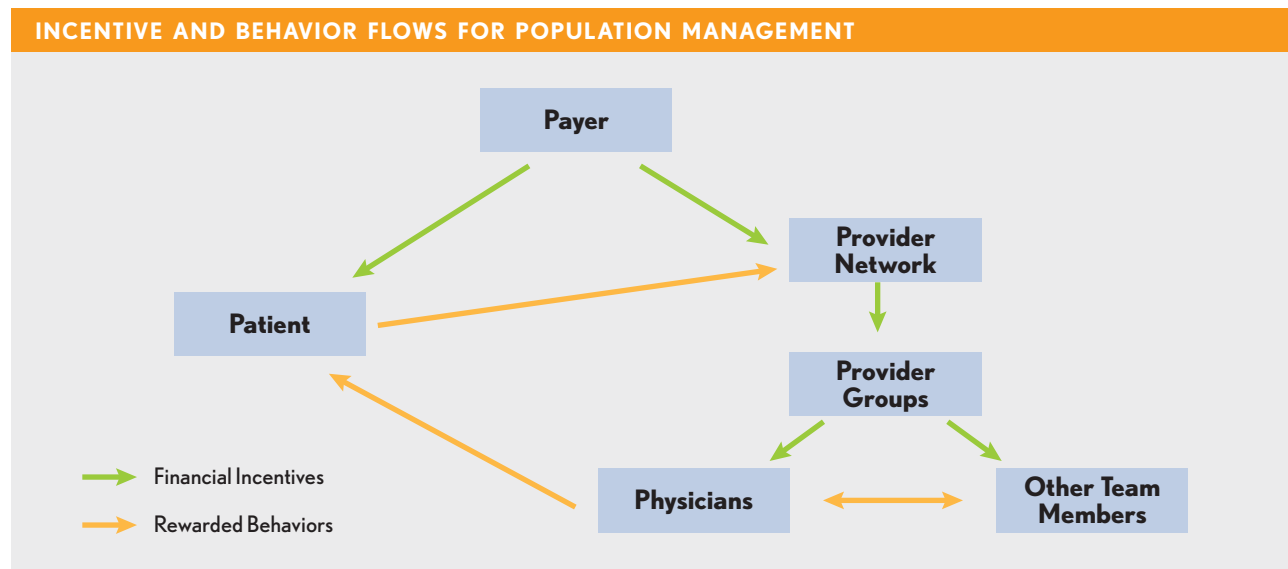 INCENTIVE AND BEHAVIOR FLOWS FOR POPULATION MANAGEMENT
Payer
Provider
Network
Patient
Provider
Groups
Financial Incentives
Physicians
Other Team
Members
Rewarded Behaviors